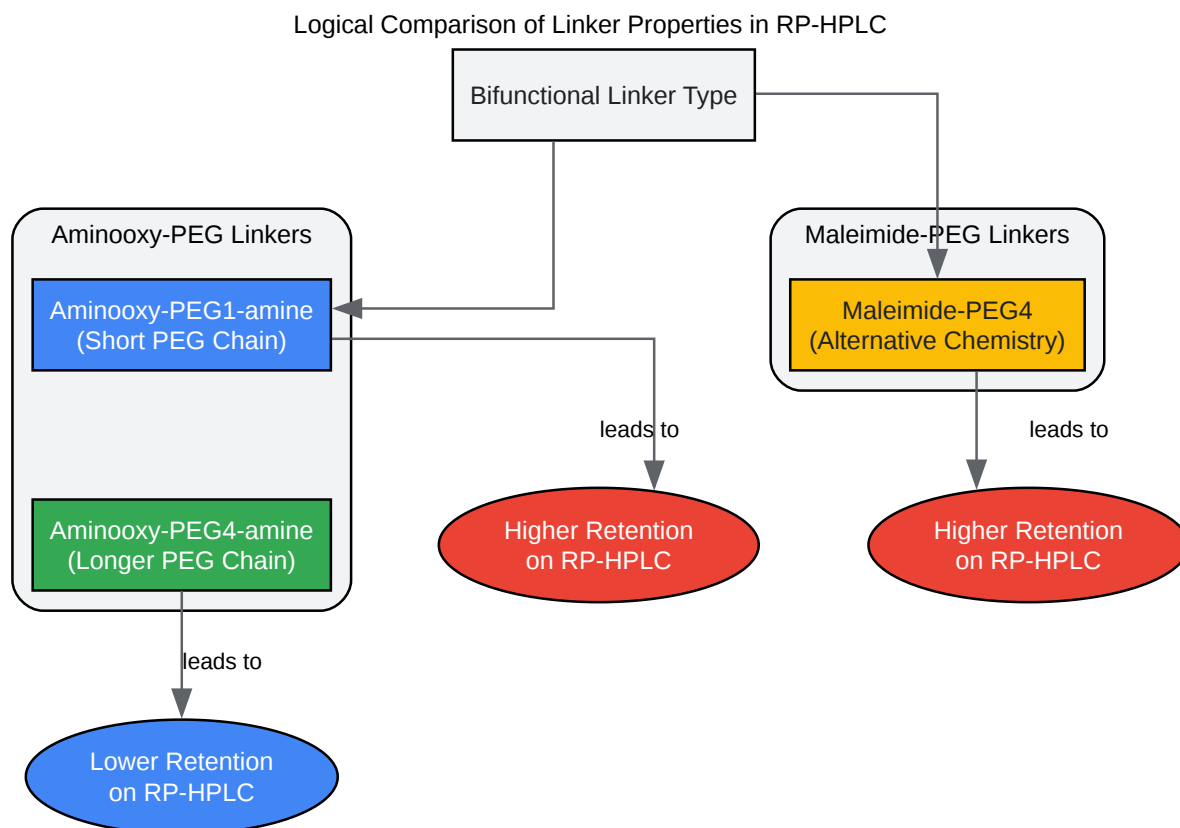 Logical Comparison of Linker Properties in RP-HPLC
Bifunctional Linker Type
Aminooxy-PEG Linkers
Aminooxy-PEG1-amine
(Short PEG Chain)
Maleimide-PEG Linkers
Maleimide-PEG4
(Alternative Chemistry)
leads to
leads to
Aminooxy-PEG4-amine
(Longer PEG Chain)
Higher Retention
on RP-HPLC
Higher Retention
on RP-HPLC
leads to
Lower Retention
on RP-HPLC